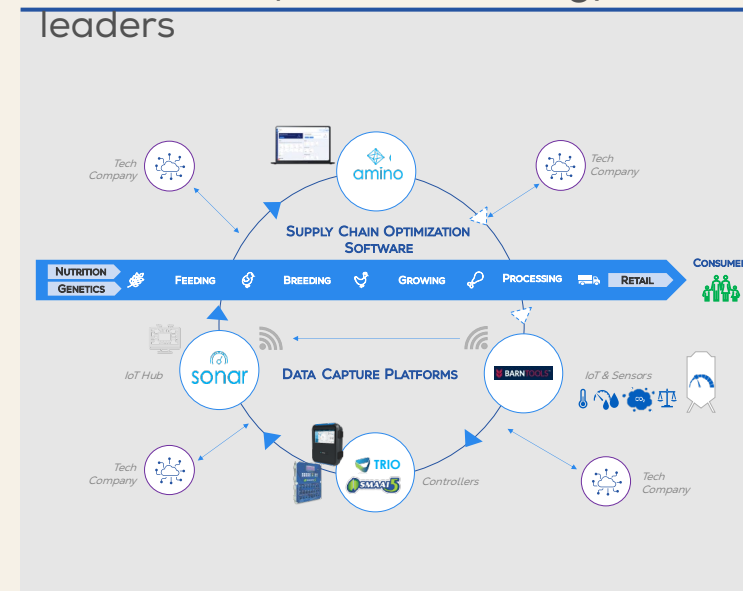 leaders
amino
Tech
Company
Tech
Company
SUPPLY CHAIN OPTIMIZATION
SOFTWARE
CONSUMER
NUTRITION
GENETICS
FEEDING
BREEDING
GROWING
PROCESSING
RETAIL
IoT Hub
sonar
DATA CAPTURE PLATFORMS
BARNTOOLS
IoT & Sensors
CO₂
TRIO
SMAAI 5
Controllers
Tech
Company
Tech
Company